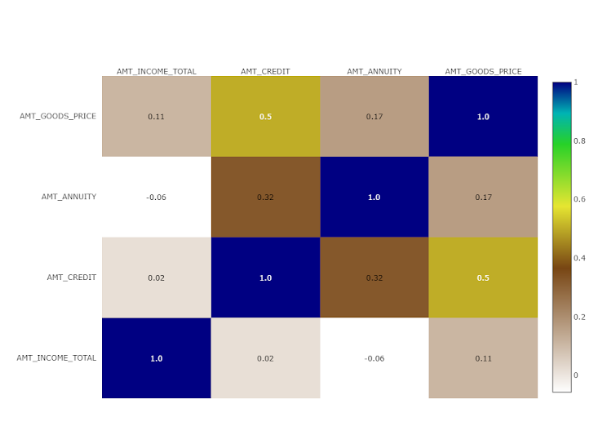 AMT_INCOME_TOTAL AMT_CREDIT AMT_ANNUITY AMT_GOODS_PRICE
1
AMT_GOODS_PRICE 0.11 0.5 0.17 1.0
0.8
AMT_ANNUITY -0.06 0.32 1.0 0.17
0.6
0.4
AMT_CREDIT 0.02 1.0 0.32 0.5
0.2
AMT_INCOME_TOTAL 1.0 0.02 -0.06 0.11
0